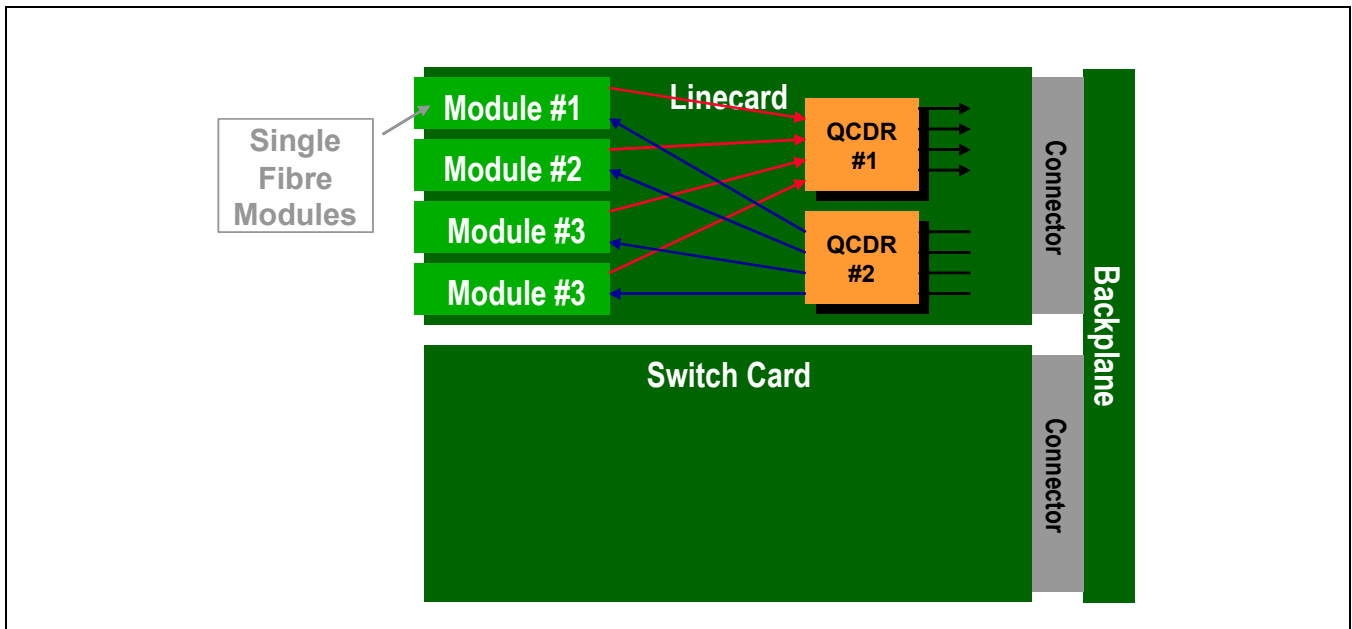 Single
Fibre
Modules
Module #1
Module #2
Module #3
Module #3
Linecard
QCDR
#1
QCDR
#2
Connector
Backplane
Switch Card
Connector